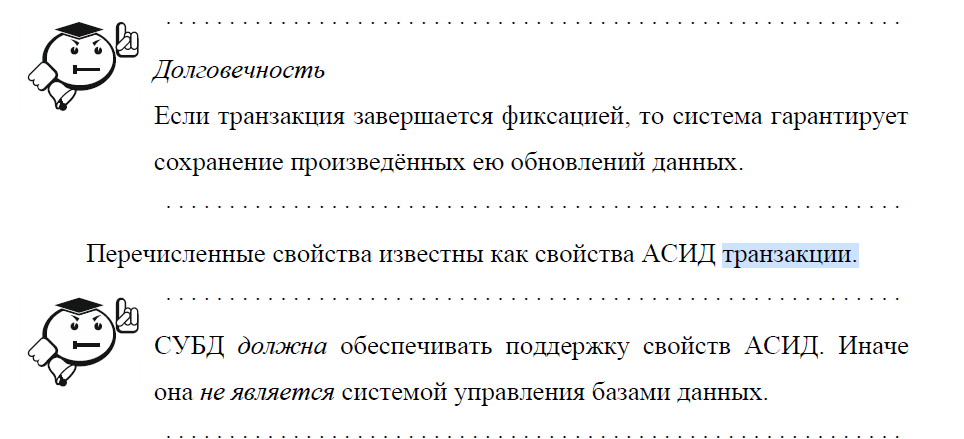 Долговечность
Если транзакция завершается фиксацией, то система гарантирует
сохранение произведённых ею обновлений данных.
Перечисленные свойства известны как свойства АСИД транзакции.
СУБД должна обеспечивать поддержку свойств АСИД. Иначе
она не является системой управления базами данных.